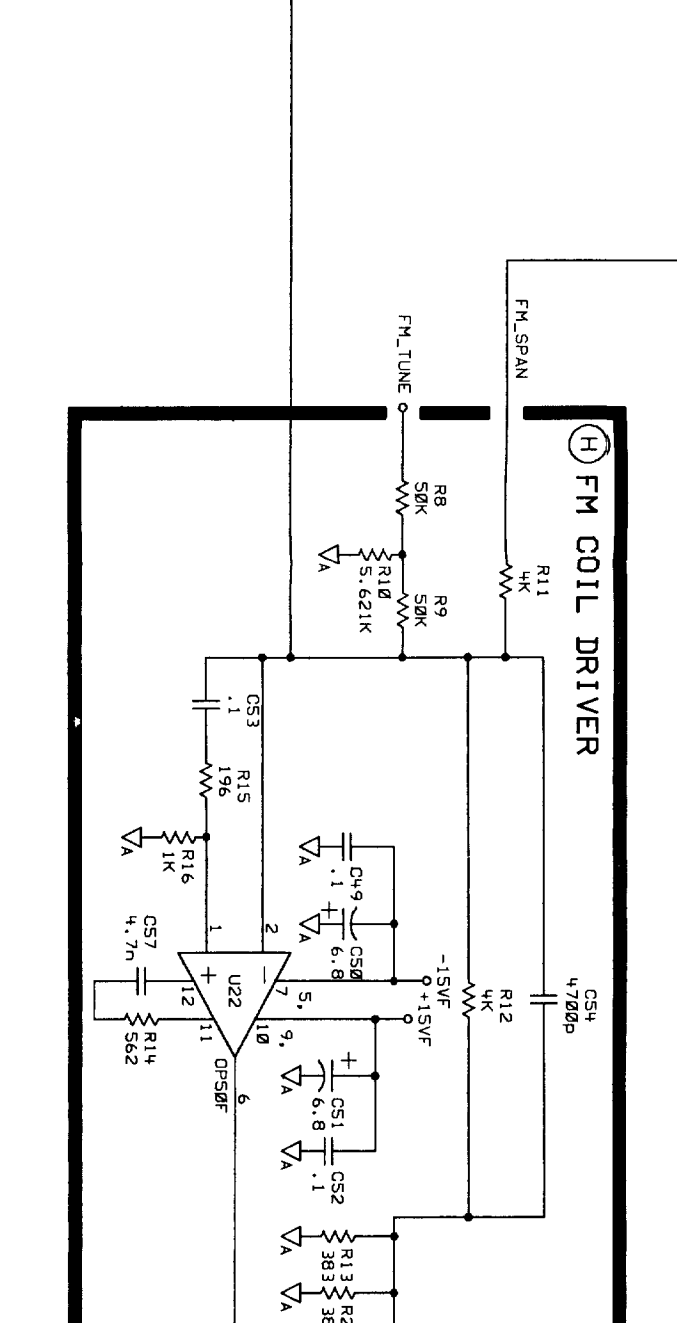 FM_SPAN
FM_TUNE
H
FM COIL DRIVER
R8
50K
R10
5.621K
A
R9
50K
R11
4K
C53
.1
R15
196
R16
1K
A
C49
.1
A
C50
6.8
+
A
-15VF
+15VF
R12
4K
C54
4700p
1
2
+
−
U22
7
5,
12
11
10
9,
6
OP50F
C57
4.7n
R14
562
+
C51
6.8
A
C52
.1
A
R13
383
A
A